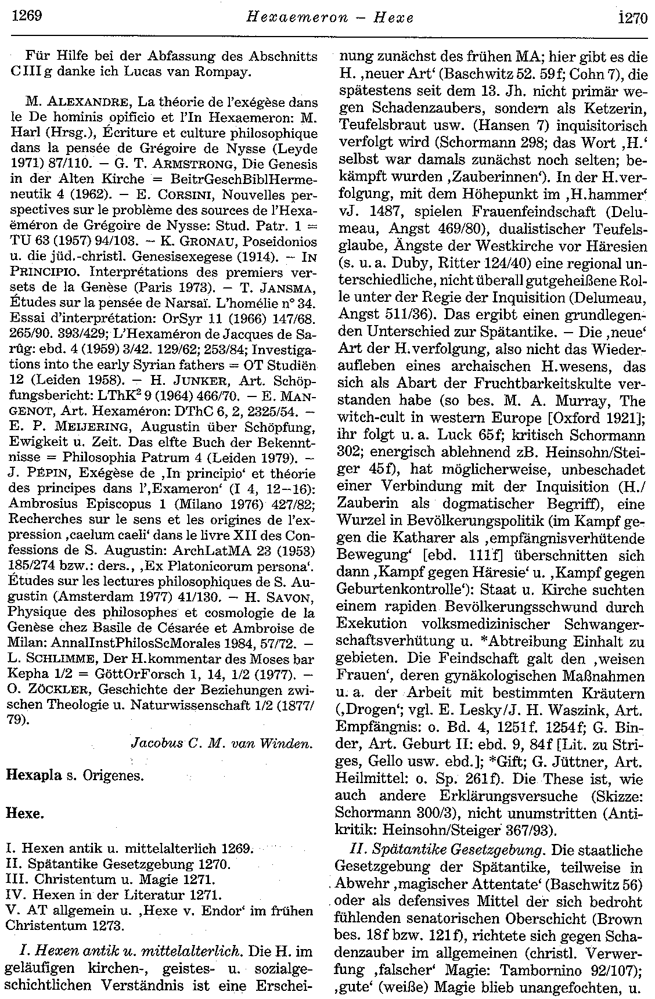 1269
Hexaemeron – Hexe
1270
Für Hilfe bei der Abfassung des Abschnitts
C III g danke ich Lucas van Rompay.
M. ALEXANDRE, La théorie de l'exégèse dans
le De hominis opificio et l'In Hexaemeron: M.
Harl (Hrsg.), Écriture et culture philosophique
dans la pensée de Grégoire de Nysse (Leyde
1971) 87/110. – G. T. ARMSTRONG, Die Genesis
in der Alten Kirche = BeitrGeschBiblHerme-
neutik 4 (1962). – E. CORSINI, Nouvelles per-
spectives sur le problème des sources de l'Hexa-
ëméron de Grégoire de Nysse: Stud. Patr. 1 =
TU 63 (1957) 94/103. – K. GRONAU, Poseidonios
u. die jüd.-christl. Genesisexegese (1914). – IN
PRINCIPIO. Interprétations des premiers ver-
sets de la Genèse (Paris 1973). – T. JANSMA,
Études sur la pensée de Narsaï. L'homélie n° 34.
Essai d'interprétation: OrSyr 11 (1966) 147/68.
265/90. 393/429; L'Hexaméron de Jacques de Sa-
rûg: ebd. 4 (1959) 3/42. 129/62; 253/84; Investiga-
tions into the early Syrian fathers = OT Studiën
12 (Leiden 1958). – H. JUNKER, Art. Schöp-
fungsbericht: LThK² 9 (1964) 466/70. – E. MAN-
GENOT, Art. Hexaméron: DThC 6, 2, 2325/54. –
E. P. MEIJERING, Augustin über Schöpfung,
Ewigkeit u. Zeit. Das elfte Buch der Bekennt-
nisse = Philosophia Patrum 4 (Leiden 1979). –
J. PÉPIN, Exégèse de ‚In principio‘ et théorie
des principes dans l'‚Exameron‘ (I 4, 12–16):
Ambrosius Episcopus 1 (Milano 1976) 427/82;
Recherches sur le sens et les origines de l'ex-
pression ‚caelum caeli‘ dans le livre XII des Con-
fessions de S. Augustin: ArchLatMA 23 (1953)
185/274 bzw.: ders., ‚Ex Platonicorum persona‘.
Études sur les lectures philosophiques de S. Au-
gustin (Amsterdam 1977) 41/130. – H. SAVON,
Physique des philosophes et cosmologie de la
Genèse chez Basile de Césarée et Ambroise de
Milan: AnnalInstPhilosScMorales 1984, 57/72. –
L. SCHLIMME, Der H.kommentar des Moses bar
Kepha 1/2 = GöttOrForsch 1, 14, 1/2 (1977). –
O. ZÖCKLER, Geschichte der Beziehungen zwi-
schen Theologie u. Naturwissenschaft 1/2 (1877/
79).
Jacobus C. M. van Winden.
Hexapla s. Origenes.
Hexe.
I. Hexen antik u. mittelalterlich 1269.
II. Spätantike Gesetzgebung 1270.
III. Christentum u. Magie 1271.
IV. Hexen in der Literatur 1271.
V. AT allgemein u. ‚Hexe v. Endor‘ im frühen
Christentum 1273.
I. Hexen antik u. mittelalterlich. Die H. im
geläufigen kirchen-, geistes- u. sozialge-
schichtlichen Verständnis ist eine Erschei-
nung zunächst des frühen MA; hier gibt es die
H. ‚neuer Art‘ (Baschwitz 52. 59f; Cohn 7), die
spätestens seit dem 13. Jh. nicht primär we-
gen Schadenzaubers, sondern als Ketzerin,
Teufelsbraut usw. (Hansen 7) inquisitorisch
verfolgt wird (Schormann 298; das Wort ‚H.‘
selbst war damals zunächst noch selten; be-
kämpft wurden ‚Zauberinnen‘). In der H.ver-
folgung, mit dem Höhepunkt im ‚H.hammer‘
vJ. 1487, spielen Frauenfeindschaft (Delu-
meau, Angst 469/80), dualistischer Teufels-
glaube, Ängste der Westkirche vor Häresien
(s. u. a. Duby, Ritter 124/40) eine regional un-
terschiedliche, nicht überall gutgeheißene Rol-
le unter der Regie der Inquisition (Delumeau,
Angst 511/36). Das ergibt einen grundlegen-
den Unterschied zur Spätantike. – Die ‚neue‘
Art der H.verfolgung, also nicht das Wieder-
aufleben eines archaischen H.wesens, das
sich als Abart der Fruchtbarkeitskulte ver-
standen habe (so bes. M. A. Murray, The
witch-cult in western Europe [Oxford 1921];
ihr folgt u. a. Luck 65f; kritisch Schormann
302; energisch ablehnend zB. Heinsohn/Stei-
ger 45f), hat möglicherweise, unbeschadet
einer Verbindung mit der Inquisition (H./
Zauberin als dogmatischer Begriff), eine
Wurzel in Bevölkerungspolitik (im Kampf ge-
gen die Katharer als ‚empfängnisverhütende
Bewegung‘ [ebd. 111f] überschnitten sich
dann ‚Kampf gegen Häresie‘ u. ‚Kampf gegen
Geburtenkontrolle‘): Staat u. Kirche suchten
einem rapiden Bevölkerungsschwund durch
Exekution volksmedizinischer Schwanger-
schaftsverhütung u. *Abtreibung Einhalt zu
gebieten. Die Feindschaft galt den ‚weisen
Frauen‘, deren gynäkologischen Maßnahmen
u. a. der Arbeit mit bestimmten Kräutern
(‚Drogen‘; vgl. E. Lesky/J. H. Waszink, Art.
Empfängnis: o. Bd. 4, 1251f. 1254f; G. Bin-
der, Art. Geburt II: ebd. 9, 84f [Lit. zu Stri-
ges, Gello usw. ebd.]; *Gift; G. Jüttner, Art.
Heilmittel: o. Sp. 261f). Die These ist, wie
auch andere Erklärungsversuche (Skizze:
Schormann 300/3), nicht unumstritten (Anti-
kritik: Heinsohn/Steiger 367/93).
II. Spätantike Gesetzgebung. Die staatliche
Gesetzgebung der Spätantike, teilweise in
Abwehr ‚magischer Attentate‘ (Baschwitz 56)
oder als defensives Mittel der sich bedroht
fühlenden senatorischen Oberschicht (Brown
bes. 18f bzw. 121f), richtete sich gegen Scha-
denzauber im allgemeinen (christl. Verwer-
fung ‚falscher‘ Magie: Tambornino 92/107);
‚gute‘ (weiße) Magie blieb unangefochten, u.